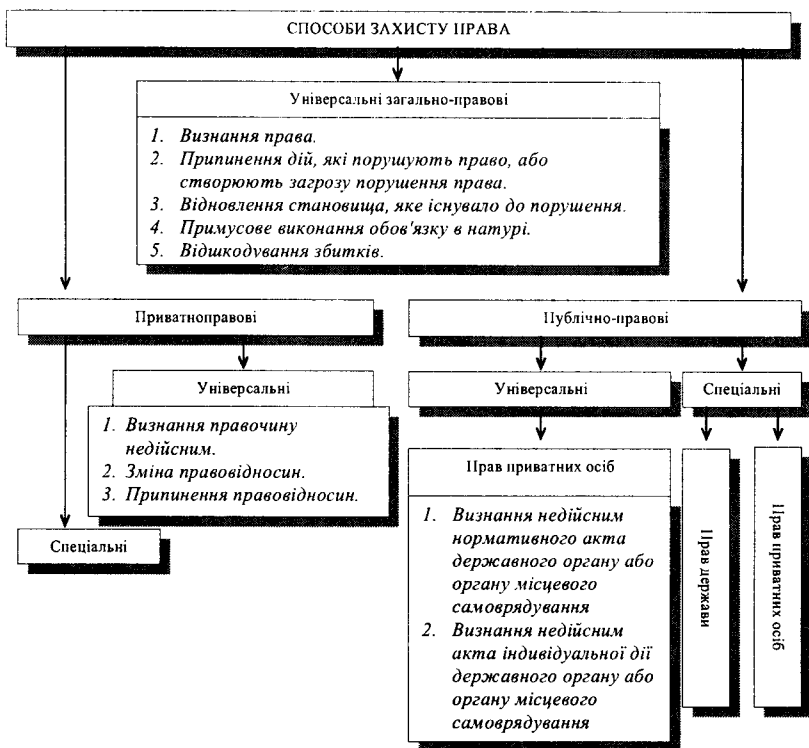 СПОСОБИ ЗАХИСТУ ПРАВА
Універсальні загально-правові
1. Визнання права.
2. Припинення дій, які порушують право, або
створюють загрозу порушення права.
3. Відновлення становища, яке існувало до порушення.
4. Примусове виконання обов'язку в натурі.
5. Відшкодування збитків.
Приватноправові
Публічно-правові
Універсальні
1. Визнання правочину
недійсним.
2. Зміна правовідносин.
3. Припинення правовідносин.
Спеціальні
Універсальні
Спеціальні
Прав приватних осіб
1. Визнання недійсним
нормативного акта
державного органу або
органу місцевого
самоврядування
2. Визнання недійсним
акта індивідуальної дії
державного органу або
органу місцевого
самоврядування
Прав держави
Прав приватних осіб